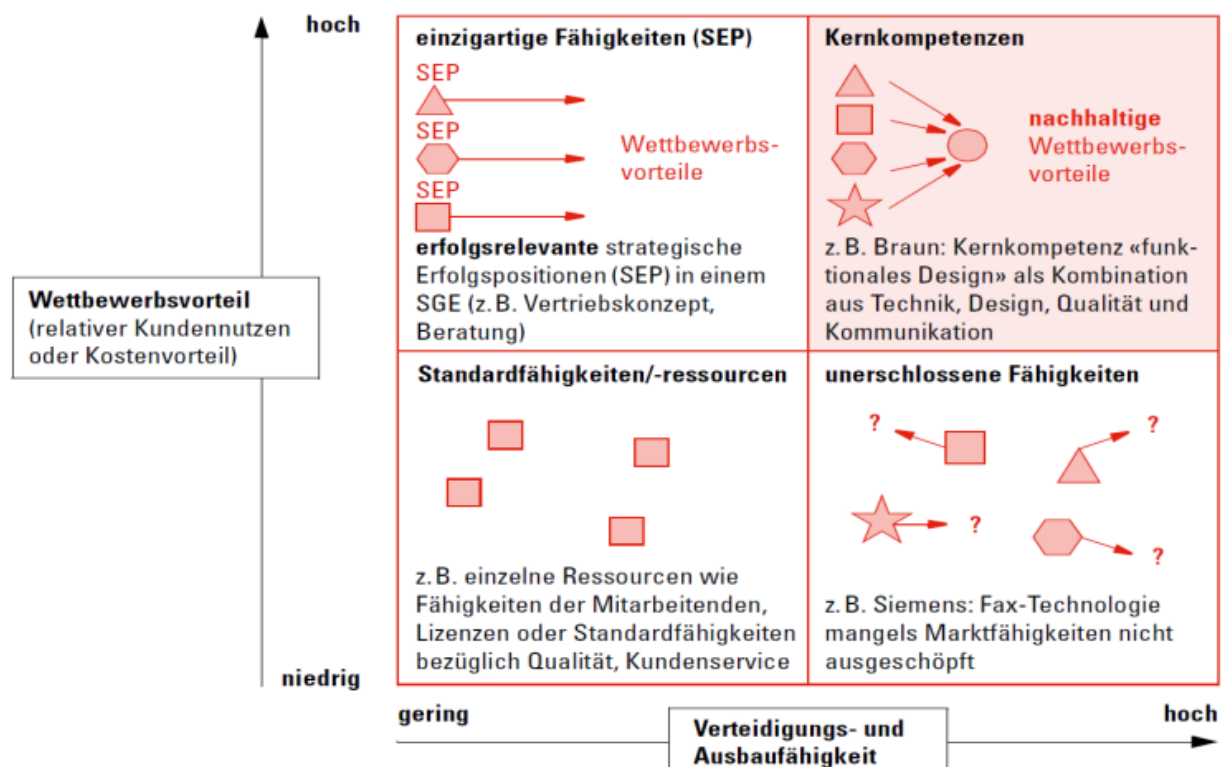 hoch
einzigartige Fähigkeiten (SEP)
SEP
SEP
SEP
Wettbewerbs-
vorteile
erfolgsrelevante strategische
Erfolgspositionen (SEP) in einem
SGE (z. B. Vertriebskonzept,
Beratung)
Kernkompetenzen
nachhaltige
Wettbewerbs-
vorteile
z. B. Braun: Kernkompetenz «funk-
tionales Design» als Kombination
aus Technik, Design, Qualität und
Kommunikation
Wettbewerbsvorteil
(relativer Kundennutzen
oder Kostenvorteil)
Standardfähigkeiten/-ressourcen
z. B. einzelne Ressourcen wie
Fähigkeiten der Mitarbeitenden,
Lizenzen oder Standardfähigkeiten
bezüglich Qualität, Kundenservice
unerschlossene Fähigkeiten
?
?
?
?
z. B. Siemens: Fax-Technologie
mangels Marktfähigkeiten nicht
ausgeschöpft
niedrig
gering
Verteidigungs- und
Ausbaufähigkeit
hoch